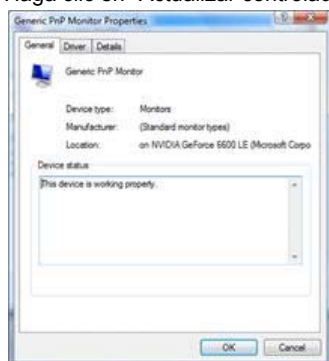 Generic PnP Monitor Properties
General Driver Details
Generic PnP Monitor
Device type: Monitors
Manufacturer: (Standard monitor types)
Location: on NVIDIA GeForce 6600 LE (Microsoft Corpo
Device status
This device is working properly.
OK Cancel